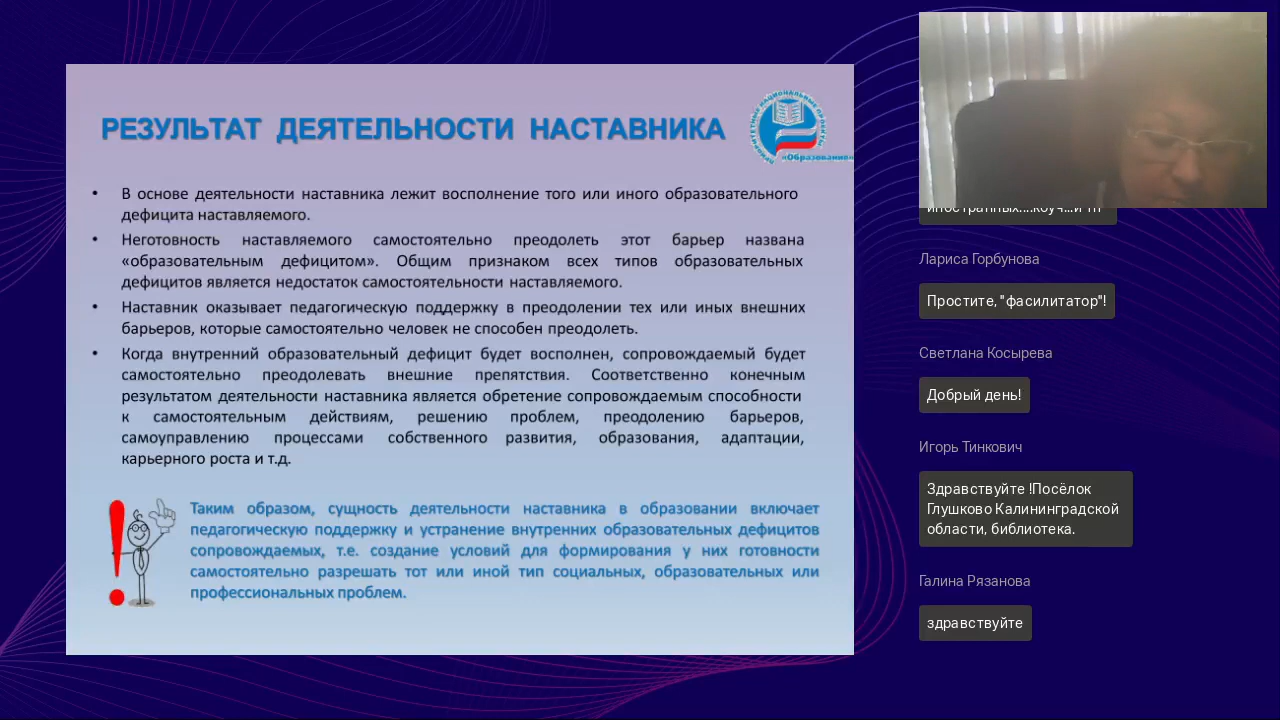 РЕЗУЛЬТАТ ДЕЯТЕЛЬНОСТИ НАСТАВНИКА
ПРИОРИТЕТНЫЕ НАЦИОНАЛЬНЫЕ ПРОЕКТЫ
«Образование»
• В основе деятельности наставника лежит восполнение того или иного образовательного
дефицита наставляемого.
• Неготовность наставляемого самостоятельно преодолеть этот барьер названа
«образовательным дефицитом». Общим признаком всех типов образовательных
дефицитов является недостаток самостоятельности наставляемого.
• Наставник оказывает педагогическую поддержку в преодолении тех или иных внешних
барьеров, которые самостоятельно человек не способен преодолеть.
• Когда внутренний образовательный дефицит будет восполнен, сопровождаемый будет
самостоятельно преодолевать внешние препятствия. Соответственно конечным
результатом деятельности наставника является обретение сопровождаемым способности
к самостоятельным действиям, решению проблем, преодолению барьеров,
самоуправлению процессами собственного развития, образования, адаптации,
карьерного роста и т.д.
Таким образом, сущность деятельности наставника в образовании включает
педагогическую поддержку и устранение внутренних образовательных дефицитов
сопровождаемых, т.е. создание условий для формирования у них готовности
самостоятельно разрешать тот или иной тип социальных, образовательных или
профессиональных проблем.
иностранных....коуч...и тп
Лариса Горбунова
Простите, "фасилитатор"!
Светлана Косырева
Добрый день!
Игорь Тинкович
Здравствуйте !Посёлок
Глушково Калининградской
области, библиотека.
Галина Рязанова
здравствуйте